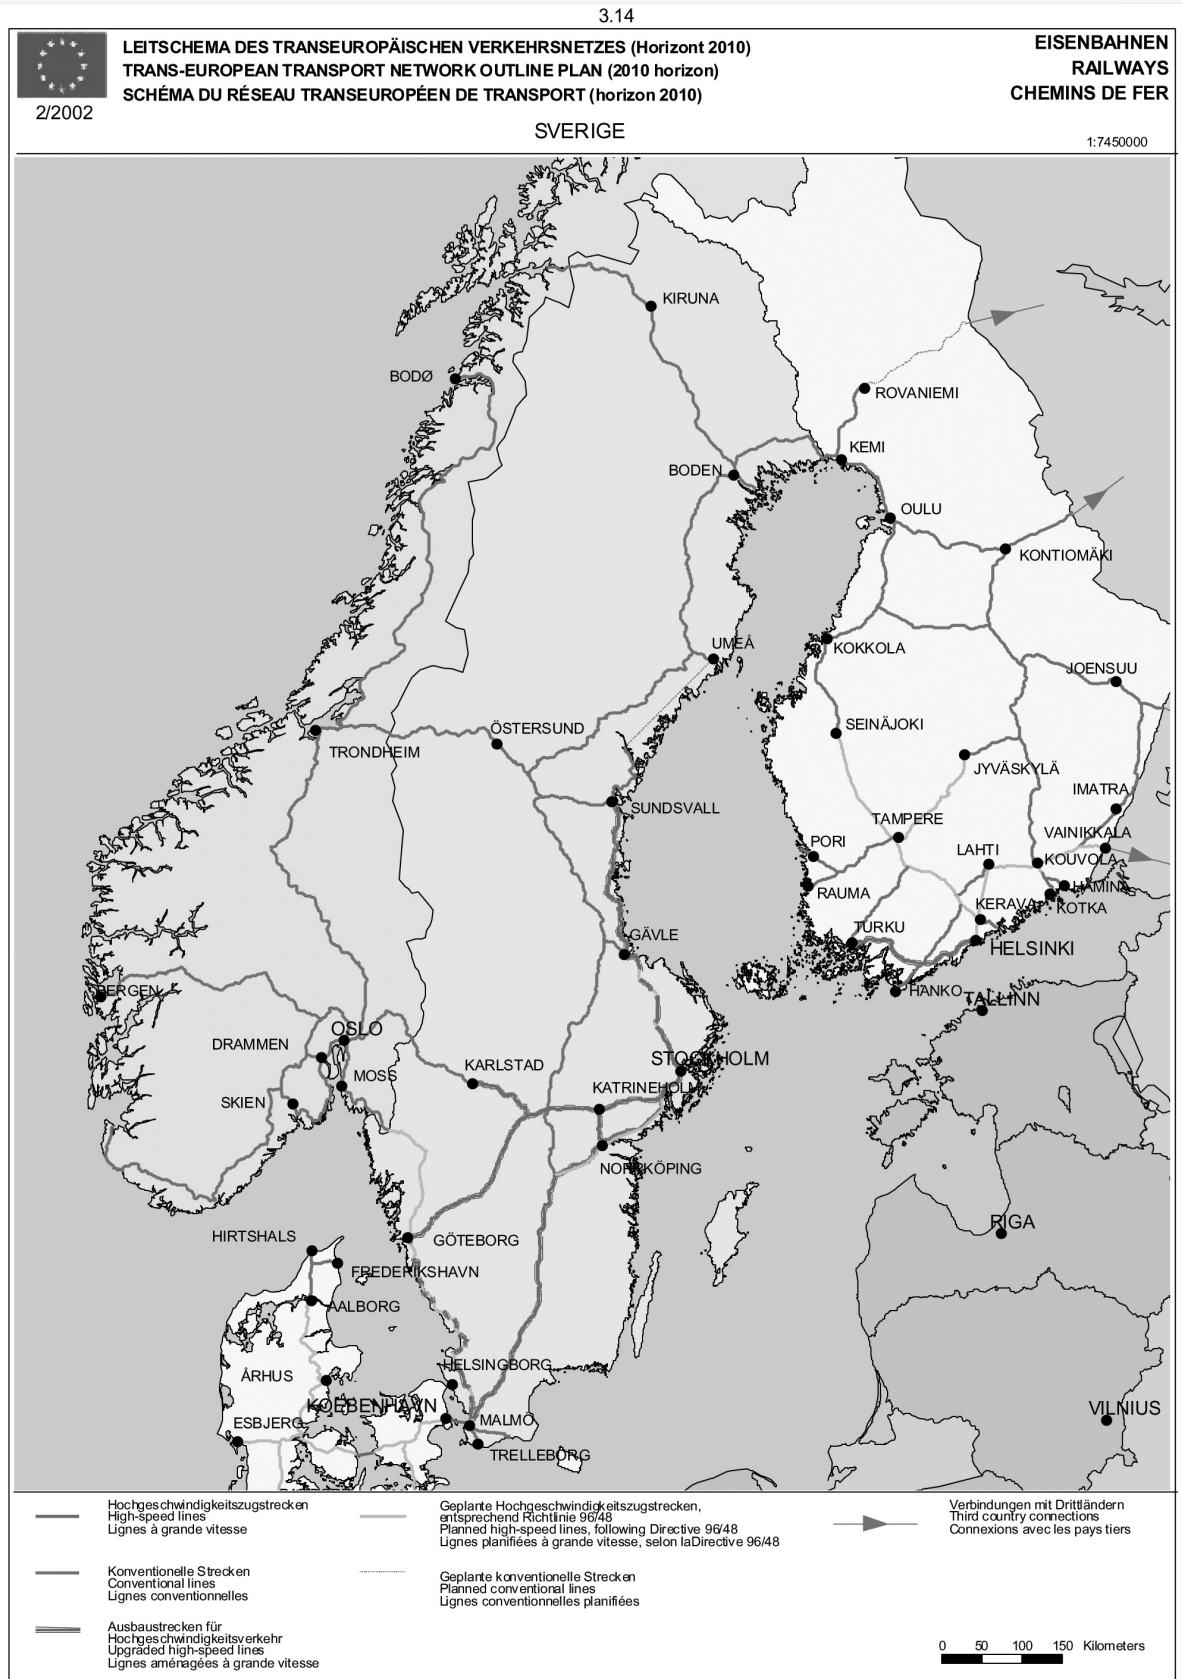 3.14
LEITSCHEMA DES TRANSEUROPÄISCHEN VERKEHRSNETZES (Horizont 2010)
TRANS-EUROPEAN TRANSPORT NETWORK OUTLINE PLAN (2010 horizon)
SCHÉMA DU RÉSEAU TRANSEUROPÉEN DE TRANSPORT (horizon 2010)
EISENBAHNEN
RAILWAYS
CHEMINS DE FER
2/2002
SVERIGE
1:7450000
KIRUNA
BODØ
ROVANIEMI
KEMI
BODEN
OULU
KONTIOMÄKI
UMEÅ
KOKKOLA
JOENSUU
SEINÄJOKI
ÖSTERSUND
TRONDHEIM
JYVÄSKYLÄ
IMATRA
SUNDSVALL
TAMPERE
VAINIKKALA
PORI
LAHTI
KOUVOLA
RAUMA
HAMINA
KERAVA
KOTKA
TURKU
GÄVLE
HELSINKI
BERGEN
HANKO
TALLINN
OSLO
DRAMMEN
STOCKHOLM
KARLSTAD
MOSS
KATRINEHOLM
SKIEN
NORRKÖPING
RIGA
HIRTSHALS
GÖTEBORG
FREDERIKSHAVN
AALBORG
HELSINGBORG
ÅRHUS
KOEBENHAVN
VILNIUS
ESBJERG
MALMÖ
TRELLEBORG
Hochgeschwindigkeitszugstrecken
High-speed lines
Lignes à grande vitesse
Konventionelle Strecken
Conventional lines
Lignes conventionnelles
Ausbaustrecken für
Hochgeschwindigkeitsverkehr
Upgraded high-speed lines
Lignes aménagées à grande vitesse
Geplante Hochgeschwindigkeitszugstrecken,
entsprechend Richtlinie 96/48
Planned high-speed lines, following Directive 96/48
Lignes planifiées à grande vitesse, selon laDirective 96/48
Geplante konventionelle Strecken
Planned conventional lines
Lignes conventionnelles planifiées
Verbindungen mit Drittländern
Third country connections
Connexions avec les pays tiers
0 50 100 150 Kilometers